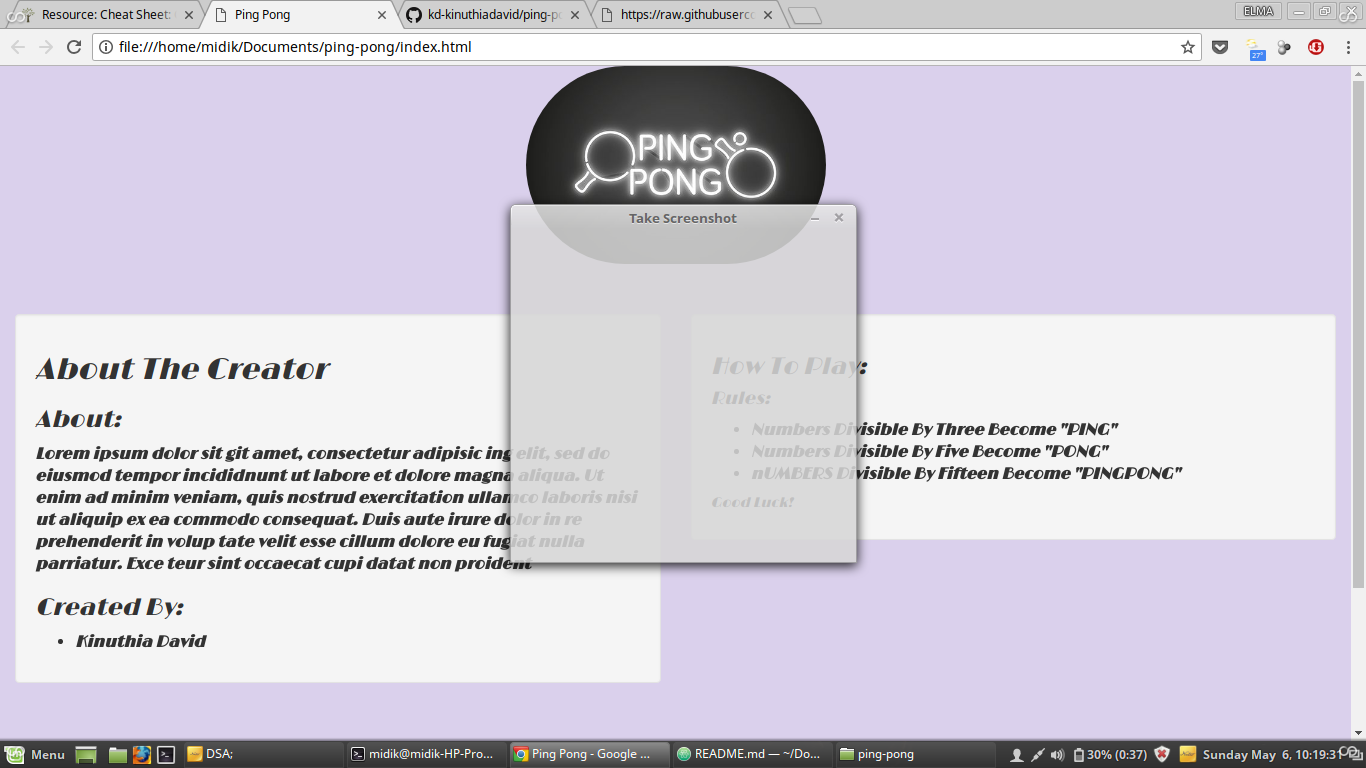 Resource: Cheat Sheet:
Ping Pong
kd-kinuthiadavid/ping-po
https://raw.githubuserco
ELMA
file:///home/midik/Documents/ping-pong/index.html
27°
PING
PONG
Take Screenshot
About The Creator
About:
Lorem ipsum dolor sit git amet, consectetur adipisic ing elit, sed do
eiusmod tempor incididnunt ut labore et dolore magna aliqua. Ut
enim ad minim veniam, quis nostrud exercitation ullamco laboris nisi
ut aliquip ex ea commodo consequat. Duis aute irure dolor in re
prehenderit in volup tate velit esse cillum dolore eu fugiat nulla
parriatur. Exce teur sint occaecat cupi datat non proident
Created By:
• Kinuthia David
How To Play:
Rules:
• Numbers Divisible By Three Become "PING"
• Numbers Divisible By Five Become "PONG"
• nUMBERS Divisible By Fifteen Become "PINGPONG"
Good Luck!
Menu
DSA;
midik@midik-HP-Pro...
Ping Pong - Google ...
README.md — ~/Do...
ping-pong
30% (0:37)
Sunday May 6, 10:19:31